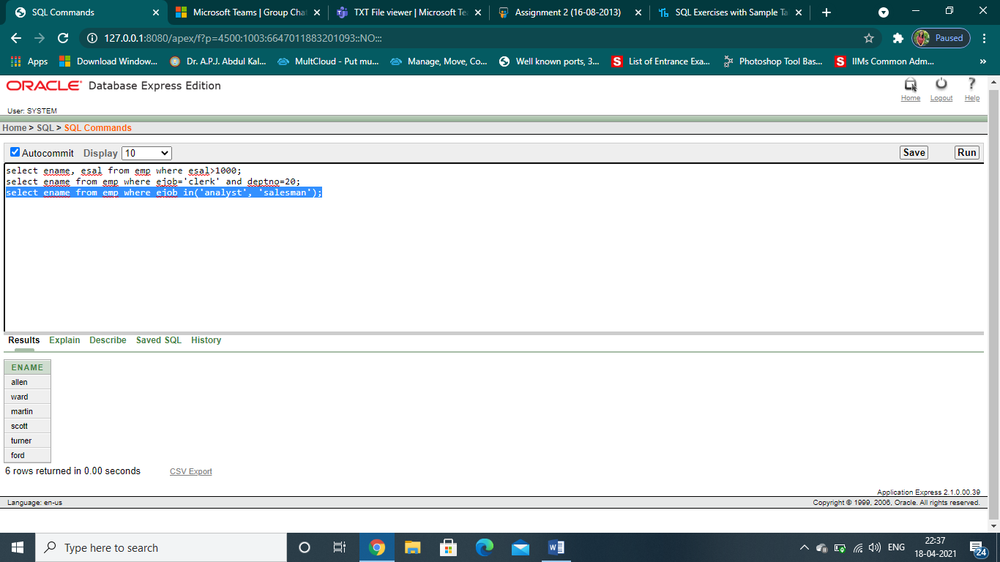 SQL Commands
Microsoft Teams | Group Cha
TXT File viewer | Microsoft Te
Assignment 2 (16-08-2013)
SQL Exercises with Sample Ta
127.0.0.1:8080/apex/f?p=4500:1003:6647011883201093::NO:::
Paused
Apps
Download Window...
Dr. A.P.J. Abdul Kal...
MultCloud - Put mu...
Manage, Move, Co...
Well known ports, 3...
S List of Entrance Exa...
Photoshop Tool Bas...
S IIMs Common Adm...
»
ORACLE Database Express Edition
Home
Logout
? Help
User: SYSTEM
Home > SQL > SQL Commands
Autocommit Display 10
Save
Run
select ename, esal from emp where esal>1000;
select ename from emp where ejob='clerk' and deptno=20;
select ename from emp where ejob in('analyst', 'salesman');
Results Explain Describe Saved SQL History
ENAME
allen
ward
martin
scott
turner
ford
6 rows returned in 0.00 seconds
CSV Export
Application Express 2.1.0.00.39
Language: en-us
Copyright © 1999, 2006, Oracle. All rights reserved.
Type here to search
ENG
22:37
18-04-2021
24